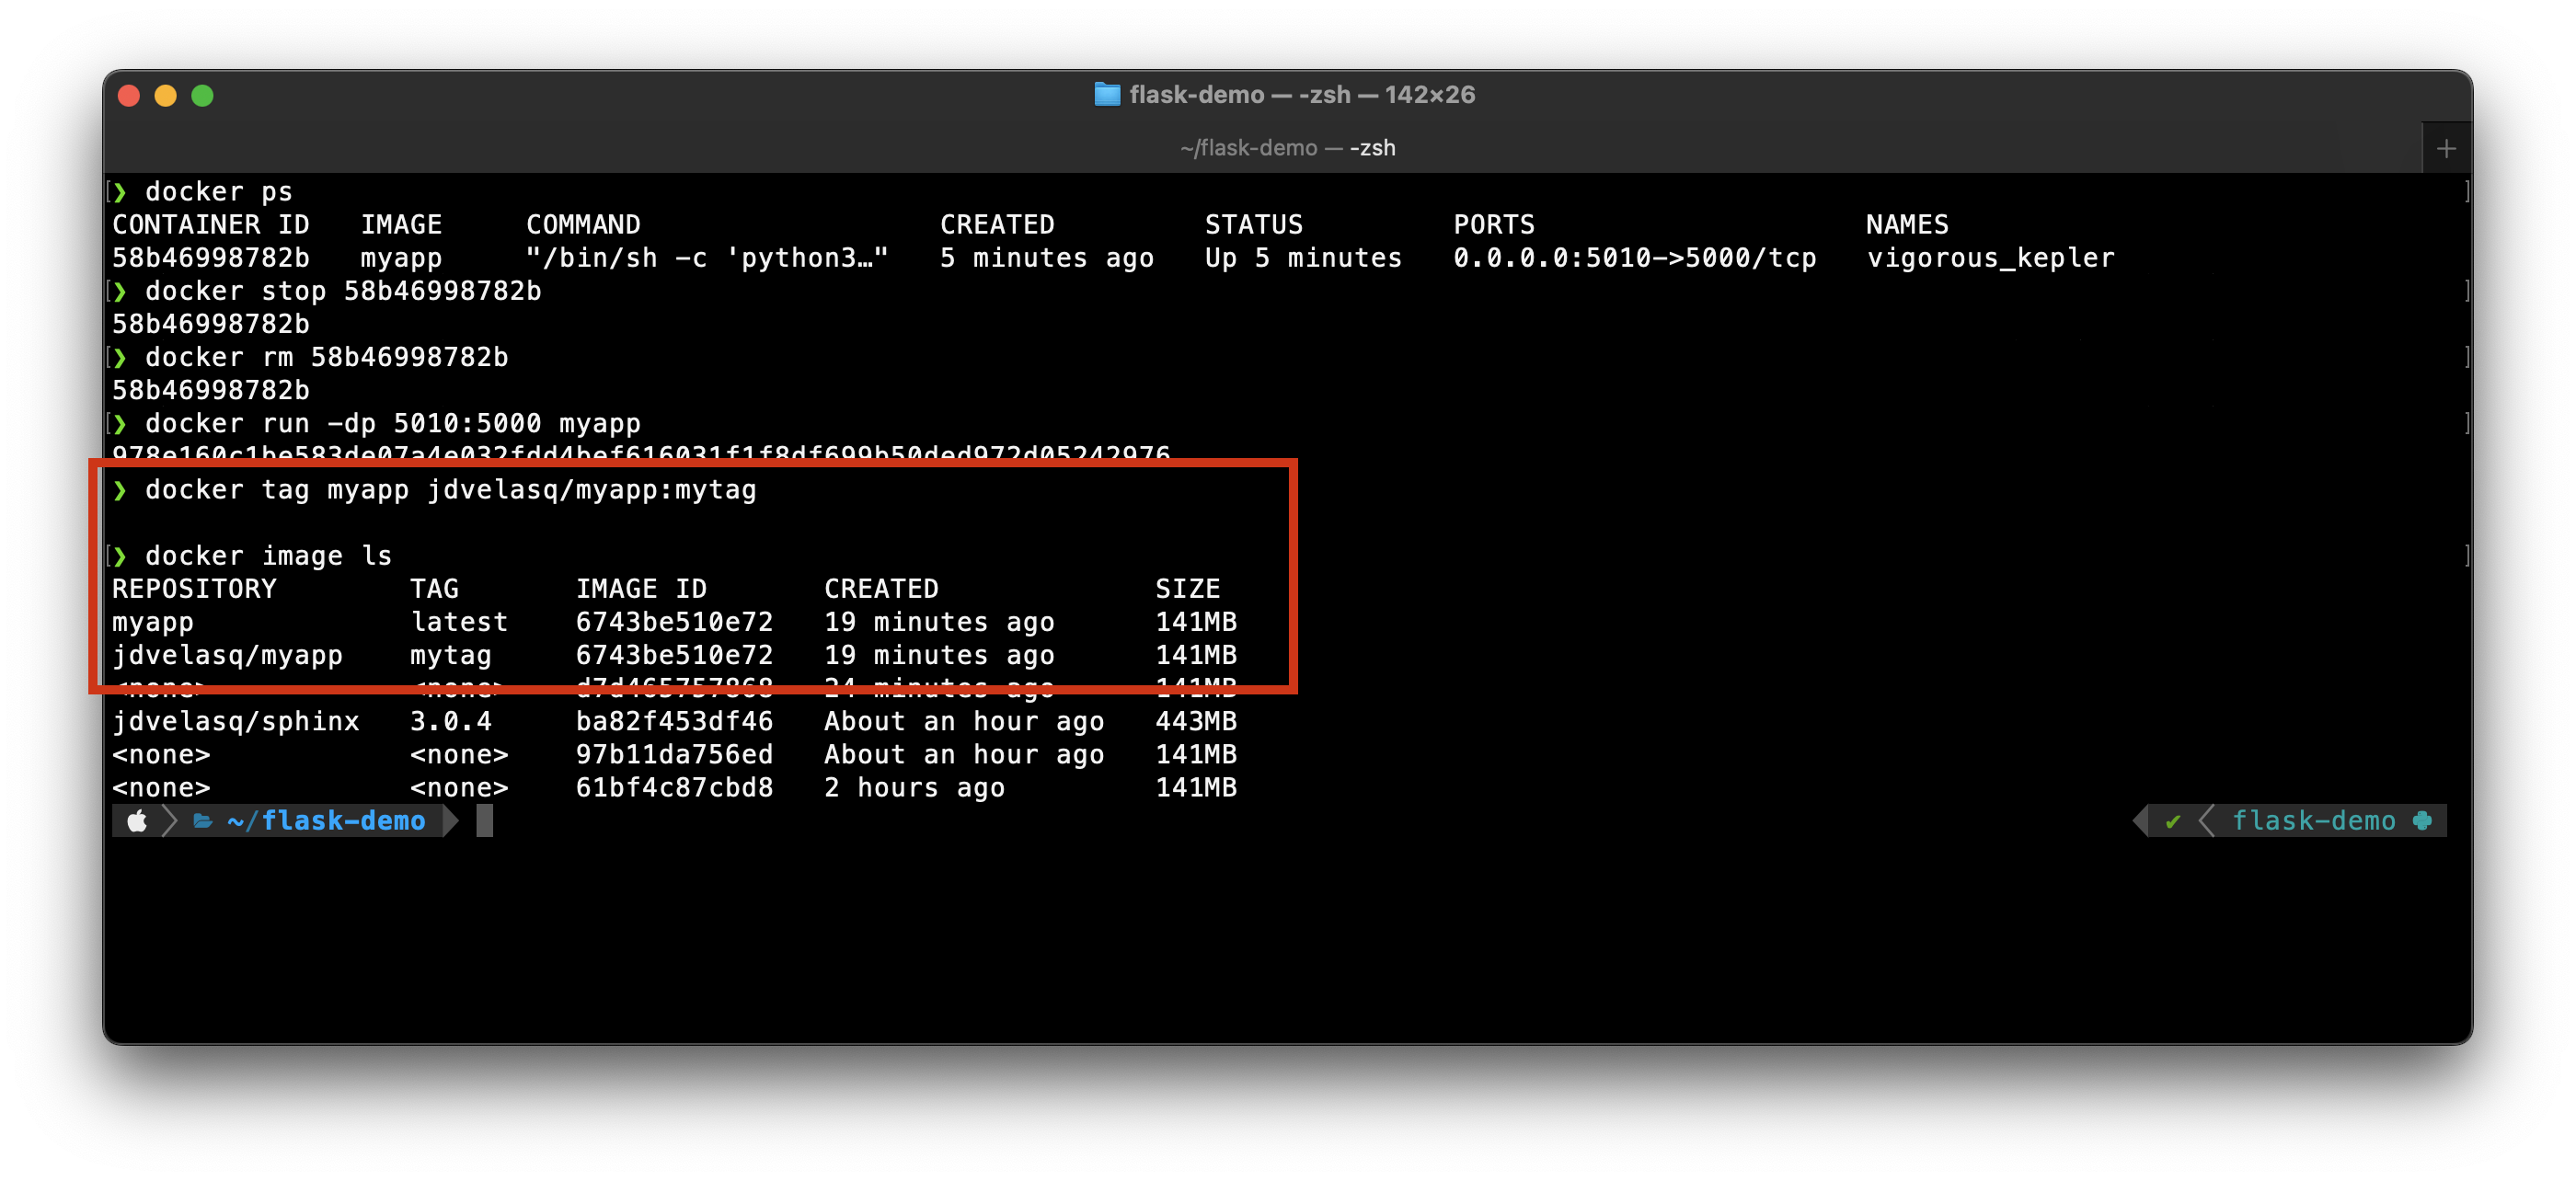 flask-demo — -zsh — 142×26
~/flask-demo — -zsh
❯ docker ps
CONTAINER ID   IMAGE     COMMAND                  CREATED         STATUS         PORTS                    NAMES
58b46998782b   myapp     "/bin/sh -c 'python3…"   5 minutes ago   Up 5 minutes   0.0.0.0:5010->5000/tcp   vigorous_kepler
❯ docker stop 58b46998782b
58b46998782b
❯ docker rm 58b46998782b
58b46998782b
❯ docker run -dp 5010:5000 myapp
978e160c1be583de07a4e032fdd4bef616031f1f8df699b50ded972d05242976
❯ docker tag myapp jdvelasq/myapp:mytag
❯ docker image ls
REPOSITORY        TAG       IMAGE ID       CREATED             SIZE
myapp             latest    6743be510e72   19 minutes ago      141MB
jdvelasq/myapp    mytag     6743be510e72   19 minutes ago      141MB
<none>            <none>    d7d465757868   24 minutes ago      141MB
jdvelasq/sphinx   3.0.4     ba82f453df46   About an hour ago   443MB
<none>            <none>    97b11da756ed   About an hour ago   141MB
<none>            <none>    61bf4c87cbd8   2 hours ago         141MB
~/flask-demo ✔ flask-demo